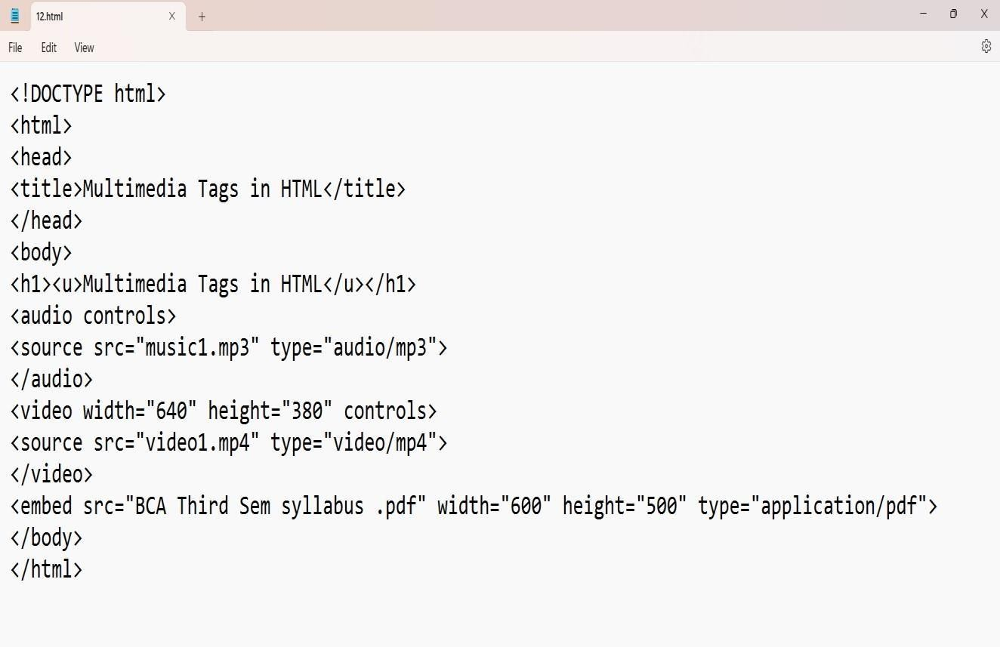 12.html
File Edit View
<!DOCTYPE html>
<html>
<head>
<title>Multimedia Tags in HTML</title>
</head>
<body>
<h1><u>Multimedia Tags in HTML</u></h1>
<audio controls>
<source src="music1.mp3" type="audio/mp3">
</audio>
<video width="640" height="380" controls>
<source src="video1.mp4" type="video/mp4">
</video>
<embed src="BCA Third Sem syllabus .pdf" width="600" height="500" type="application/pdf">
</body>
</html>